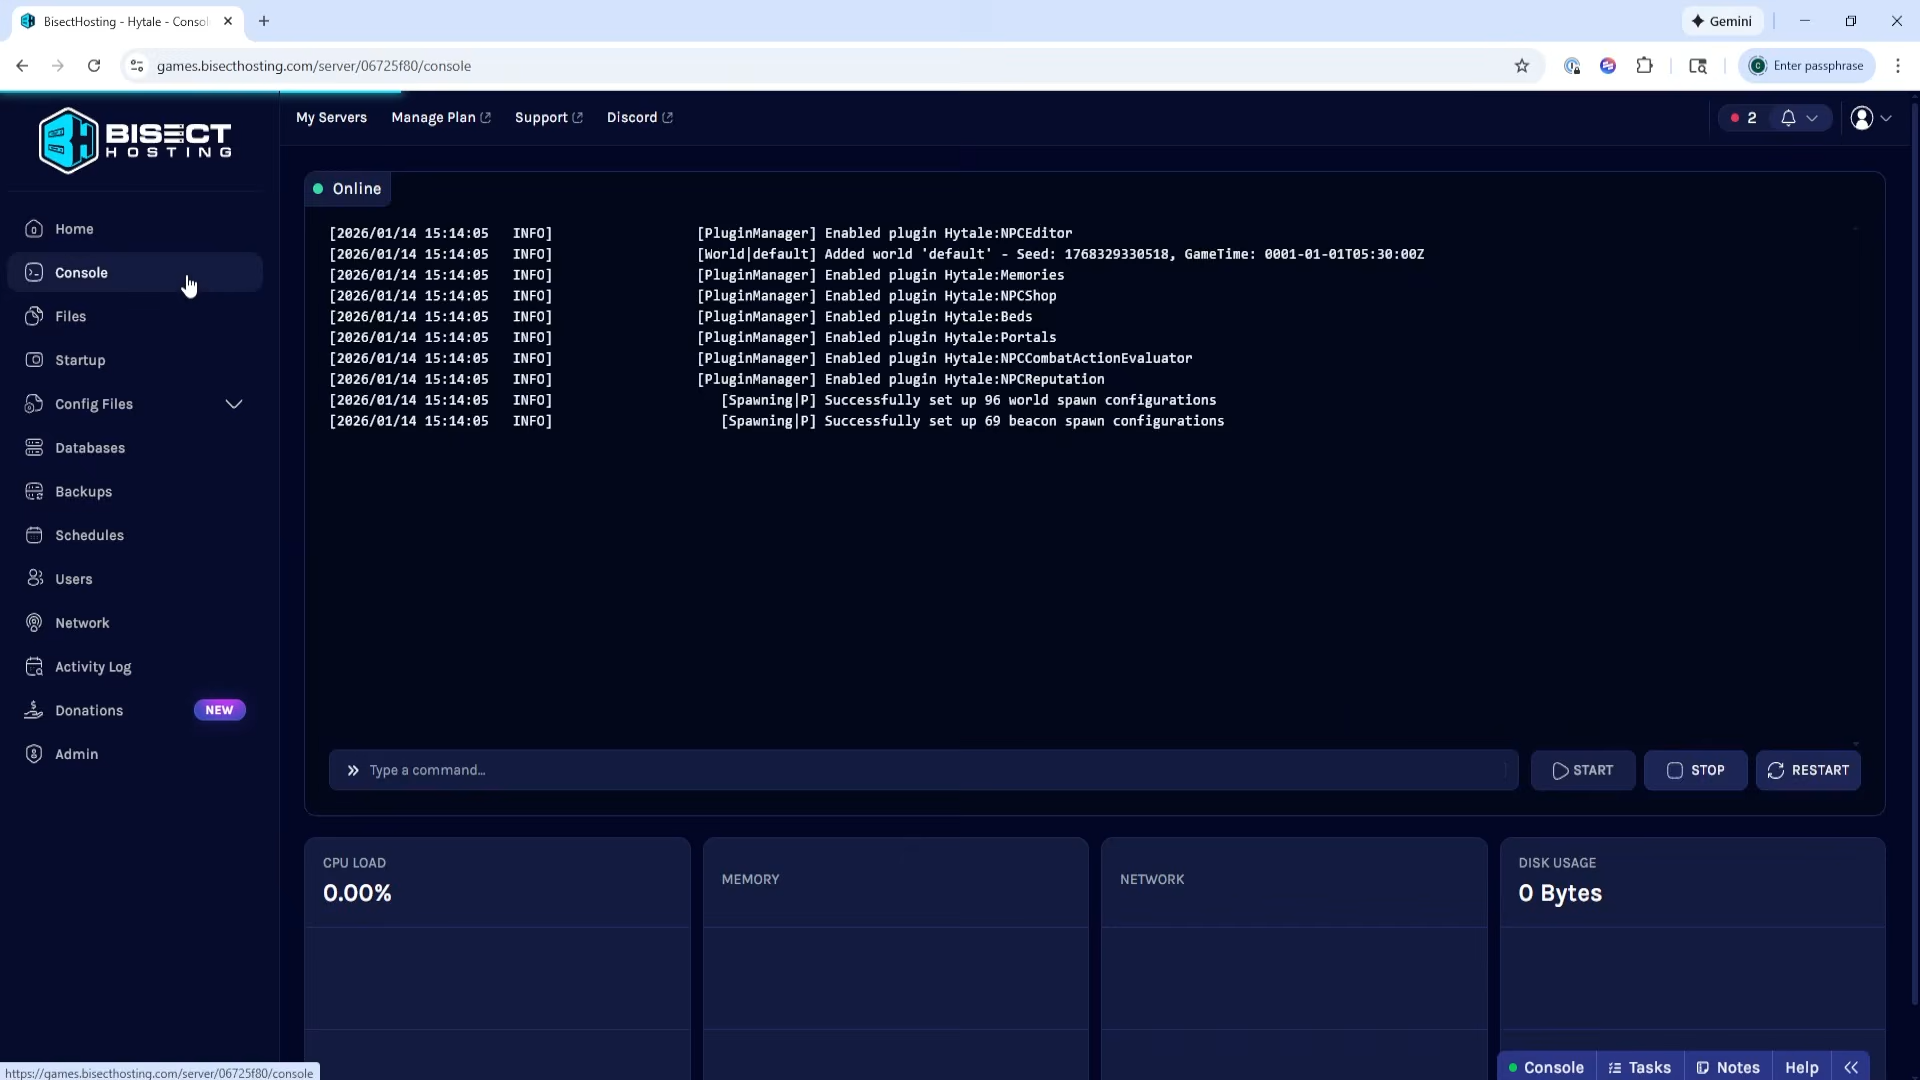 BisectHosting - Hytale - Consol
Gemini
games.bisecthosting.com/server/06725f80/console
Enter passphrase
BISECT
HOSTING
My Servers
Manage Plan
Support
Discord
2
Home
Console
Files
Startup
Config Files
Databases
Backups
Schedules
Users
Network
Activity Log
Donations
NEW
Admin
Online
[2026/01/14 15:14:05   INFO]                  [PluginManager] Enabled plugin Hytale:NPCEditor
[2026/01/14 15:14:05   INFO]                  [World|default] Added world 'default' - Seed: 1768329330518, GameTime: 0001-01-01T05:30:00Z
[2026/01/14 15:14:05   INFO]                  [PluginManager] Enabled plugin Hytale:Memories
[2026/01/14 15:14:05   INFO]                  [PluginManager] Enabled plugin Hytale:NPCShop
[2026/01/14 15:14:05   INFO]                  [PluginManager] Enabled plugin Hytale:Beds
[2026/01/14 15:14:05   INFO]                  [PluginManager] Enabled plugin Hytale:Portals
[2026/01/14 15:14:05   INFO]                  [PluginManager] Enabled plugin Hytale:NPCCombatActionEvaluator
[2026/01/14 15:14:05   INFO]                  [PluginManager] Enabled plugin Hytale:NPCReputation
[2026/01/14 15:14:05   INFO]                     [Spawning|P] Successfully set up 96 world spawn configurations
[2026/01/14 15:14:05   INFO]                     [Spawning|P] Successfully set up 69 beacon spawn configurations
Type a command...
START
STOP
RESTART
CPU LOAD
0.00%
MEMORY
NETWORK
DISK USAGE
0 Bytes
Console
Tasks
Notes
Help
https://games.bisecthosting.com/server/06725f80/console